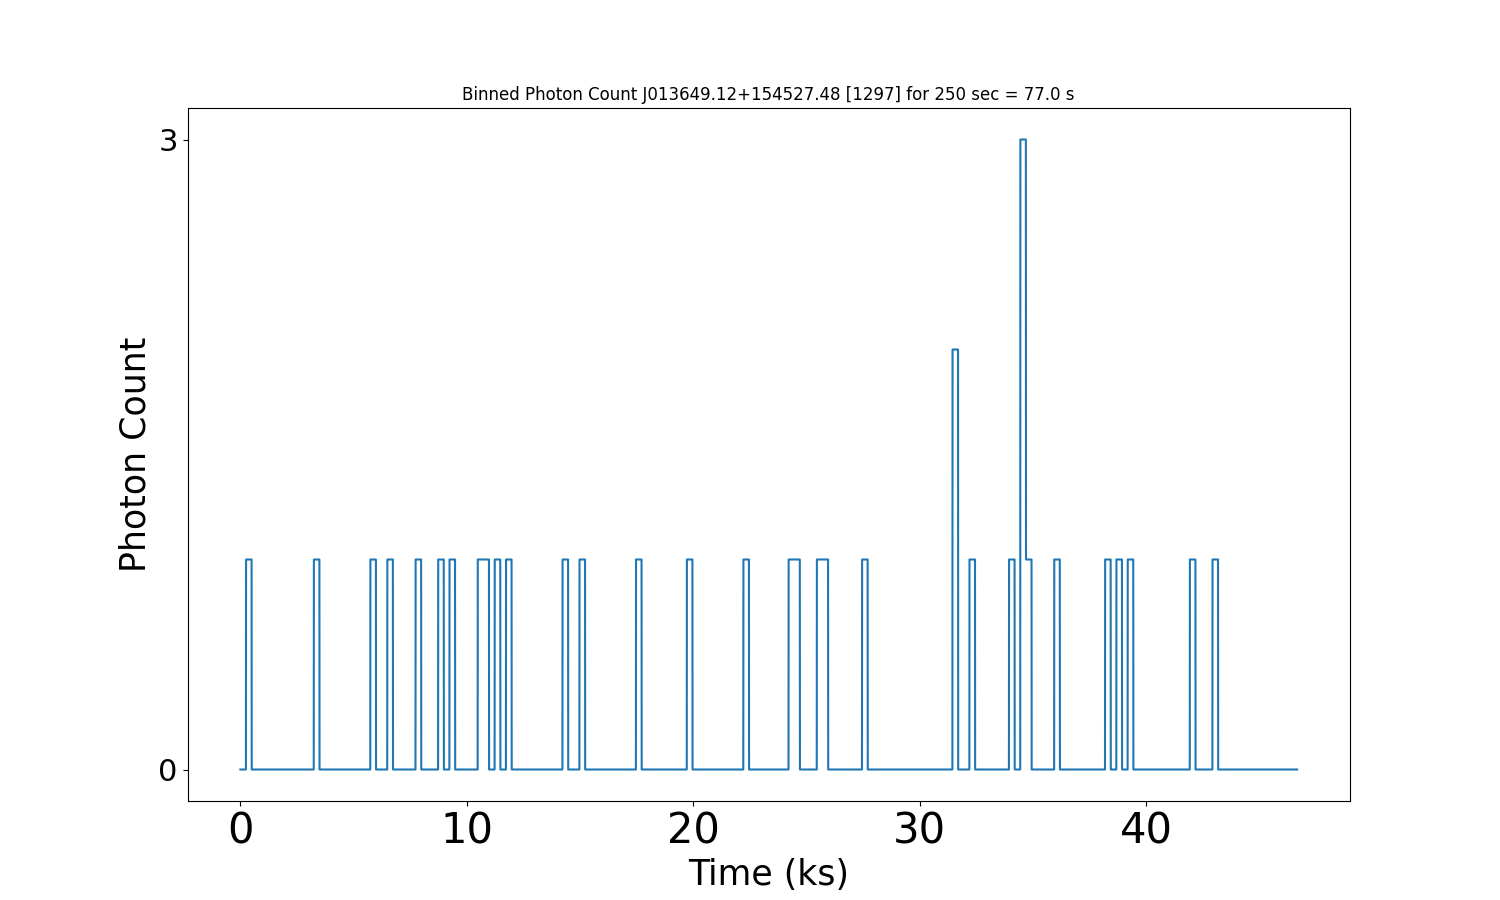 Binned Photon Count J013649.12+154527.48 [1297] for 250 sec = 77.0 s
3
Photon Count
0
0 10 20 30 40
Time (ks)